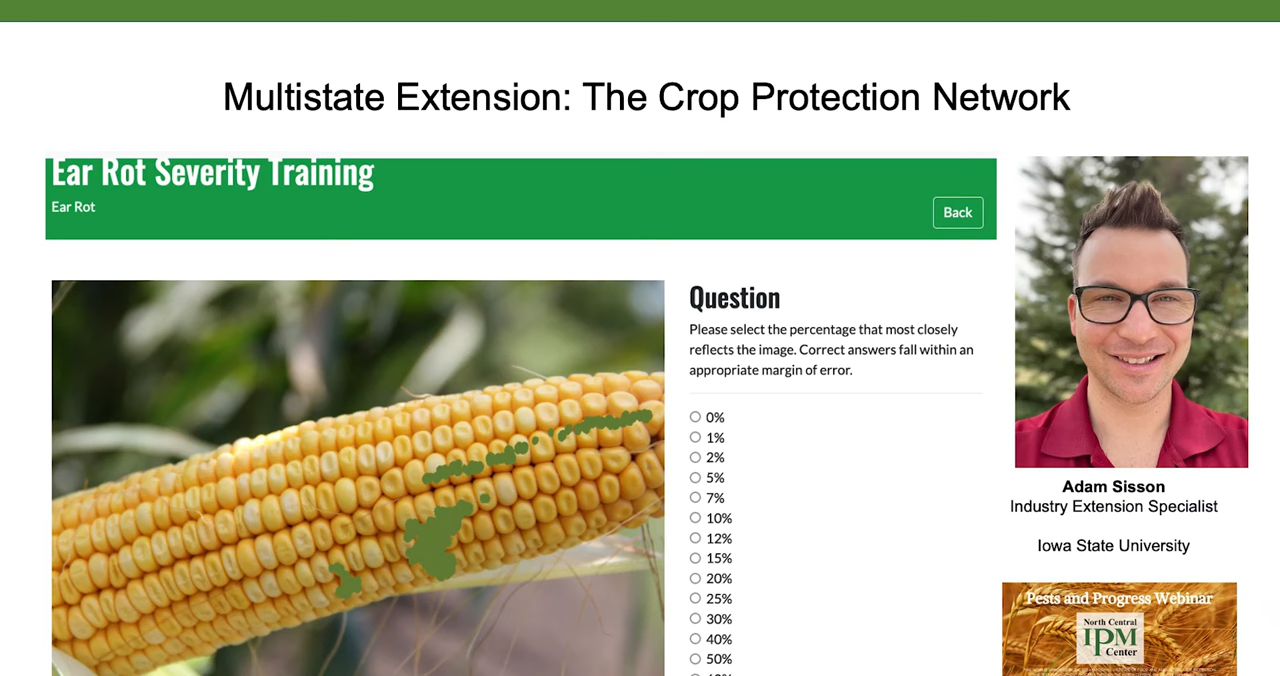 Multistate Extension: The Crop Protection Network
Ear Rot Severity Training
Ear Rot
Back
Question
Please select the percentage that most closely
reflects the image. Correct answers fall within an
appropriate margin of error.
0%
1%
2%
5%
7%
10%
12%
15%
20%
25%
30%
40%
50%
Adam Sisson
Industry Extension Specialist
Iowa State University
Pests and Progress Webinar
North Central
IPM
Center